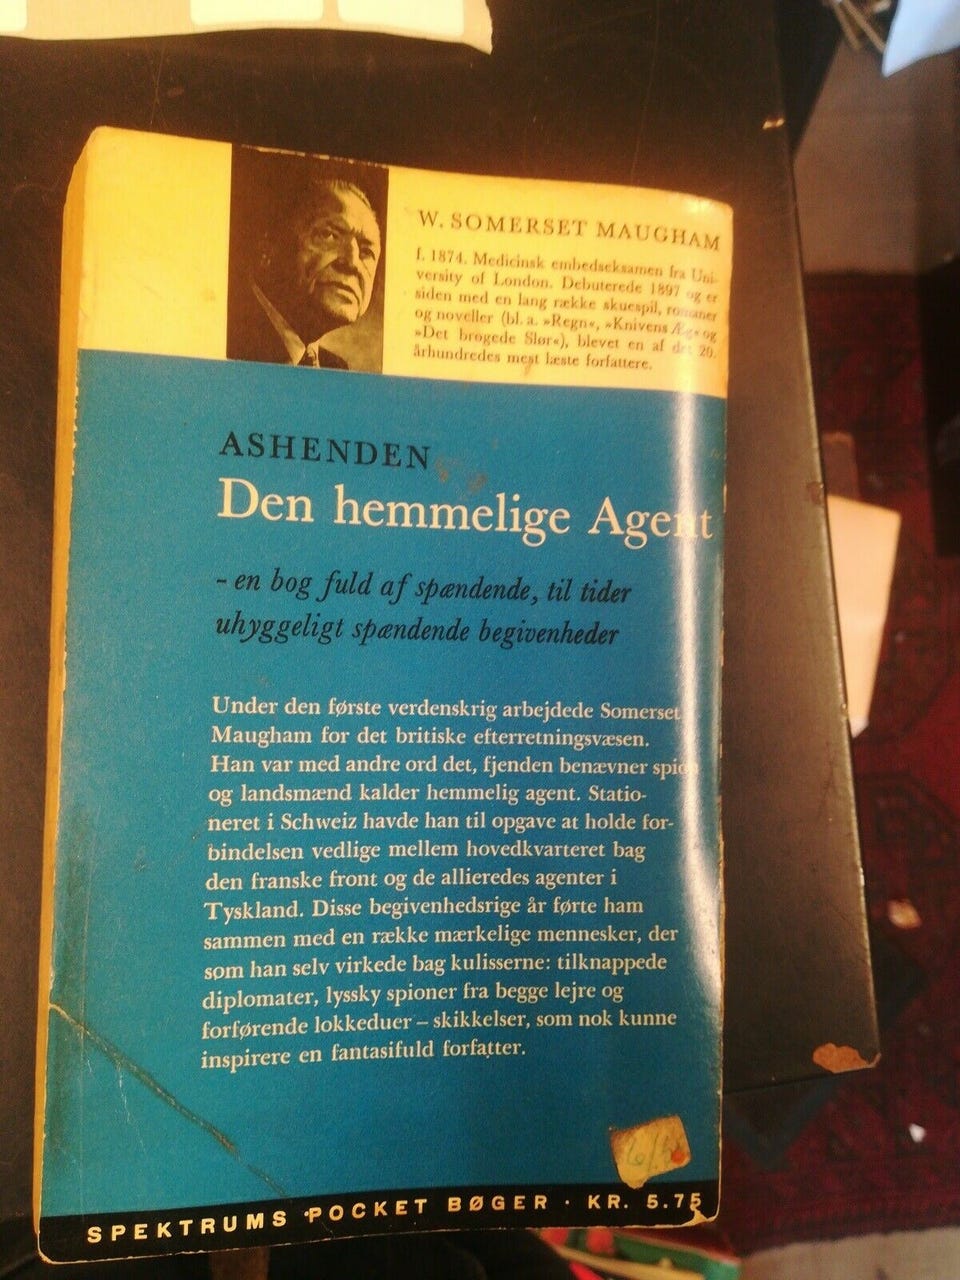 W. SOMERSET MAUGHAM
f. 1874. Medicinsk embedseksamen fra Uni-
versity of London. Debuterede 1897 og er
siden med en lang række skuespil, romaner
og noveller (bl. a. »Regn«, »Knivens Æg« og
»Det brogede Slør«), blevet en af det 20.
århundredes mest læste forfattere.
ASHENDEN
Den hemmelige Agent
- en bog fuld af spændende, til tider
uhyggeligt spændende begivenheder
Under den første verdenskrig arbejdede Somerset
Maugham for det britiske efterretningsvæsen.
Han var med andre ord det, fjenden benævner spion
og landsmænd kalder hemmelig agent. Statio-
neret i Schweiz havde han til opgave at holde for-
bindelsen vedlige mellem hovedkvarteret bag
den franske front og de allieredes agenter i
Tyskland. Disse begivenhedsrige år førte ham
sammen med en række mærkelige mennesker, der
som han selv virkede bag kulisserne: tilknappede
diplomater, lyssky spioner fra begge lejre og
forførende lokkeduer – skikkelser, som nok kunne
inspirere en fantasifuld forfatter.
SPEKTRUMS POCKET BØGER · KR. 5.75